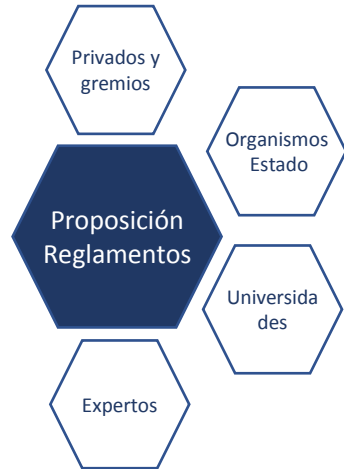 Privados y
gremios
Organismos
Estado
Proposición
Reglamentos
Universida
des
Expertos